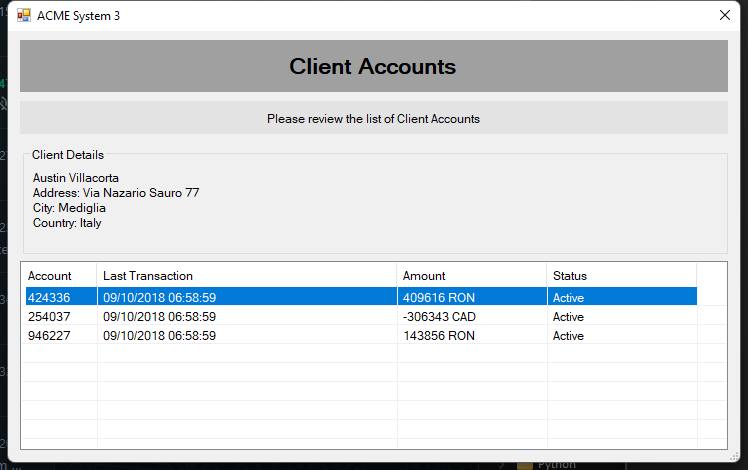 ACME System 3
Client Accounts
Please review the list of Client Accounts
Client Details
Austin Villacorta
Address: Via Nazario Sauro 77
City: Mediglia
Country: Italy
Account Last Transaction Amount Status
424336 09/10/2018 06:58:59 409616 RON Active
254037 09/10/2018 06:58:59 -306343 CAD Active
946227 09/10/2018 06:58:59 143856 RON Active
Python